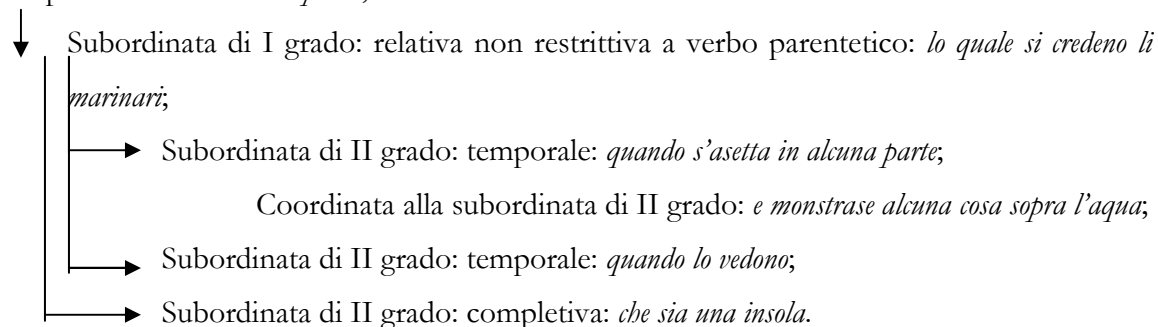 Subordinata di I grado: relativa non restrittiva a verbo parentetico: lo quale si credeno li
marinari;
Subordinata di II grado: temporale: quando s'asetta in alcuna parte;
Coordinata alla subordinata di II grado: e monstrase alcuna cosa sopra l'aqua;
Subordinata di II grado: temporale: quando lo vedono;
Subordinata di II grado: completiva: che sia una insola.